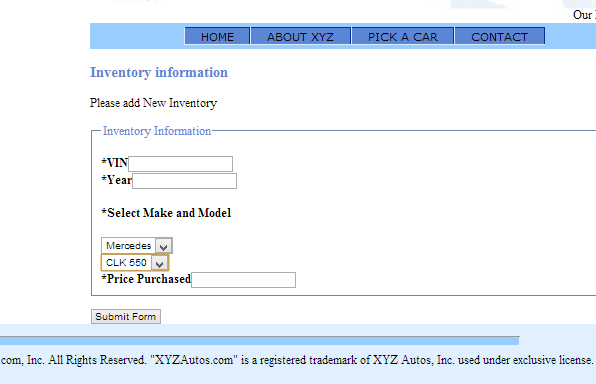 Our
HOME ABOUT XYZ PICK A CAR CONTACT
Inventory information
Please add New Inventory
Inventory Information
*VIN
*Year
*Select Make and Model
Mercedes
CLK 550
*Price Purchased
Submit Form
.com, Inc. All Rights Reserved. "XYZAutos.com" is a registered trademark of XYZ Autos, Inc. used under exclusive license.